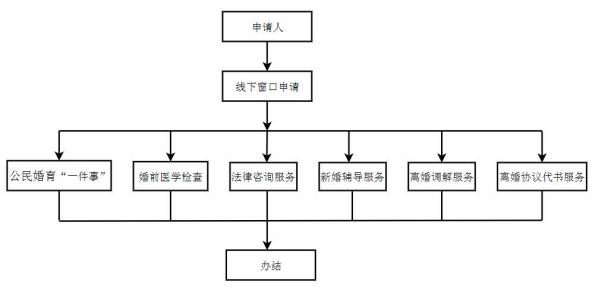 申请人
线下窗口申请
公民婚育“一件事”
婚前医学检查
法律咨询服务
新婚辅导服务
离婚调解服务
离婚协议代书服务
办结